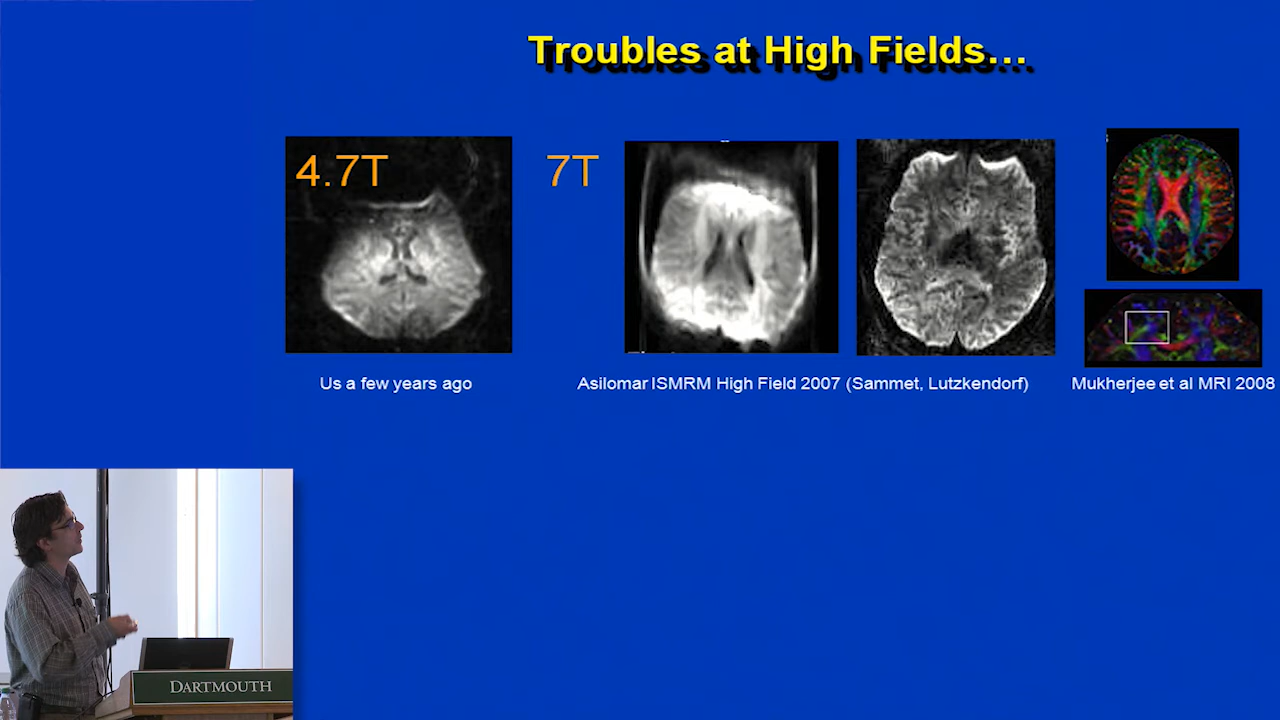 Troubles at High Fields...
4.7T
7T
Us a few years ago
Asilomar ISMRM High Field 2007 (Sammet, Lutzkendorf)
Mukherjee et al MRI 2008
DARTMOUTH